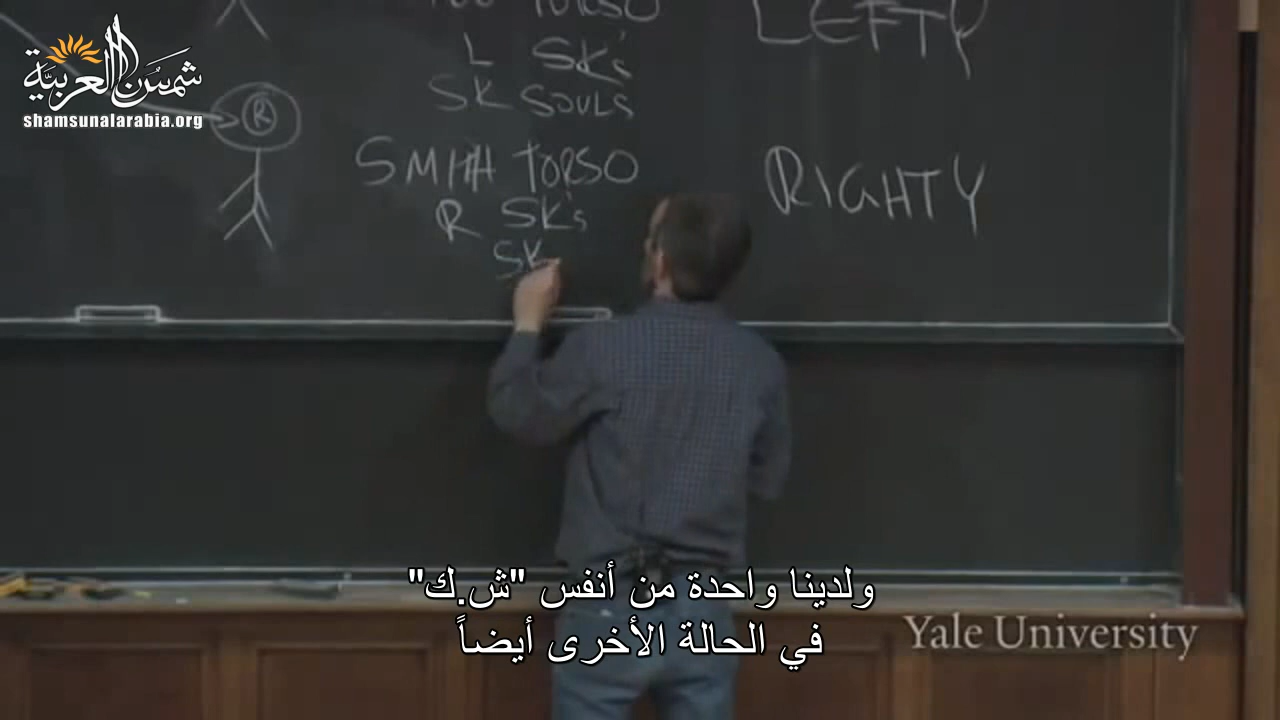 شمس العربية
shamsunalarabia.org
TORSO
L SK's
SK SOULS
LEFTY
R
SMITH TORSO
R SK's
SK
RIGHTY
ولدينا واحدة من أنفس "ش.ك"
في الحالة الأخرى أيضاً
Yale University